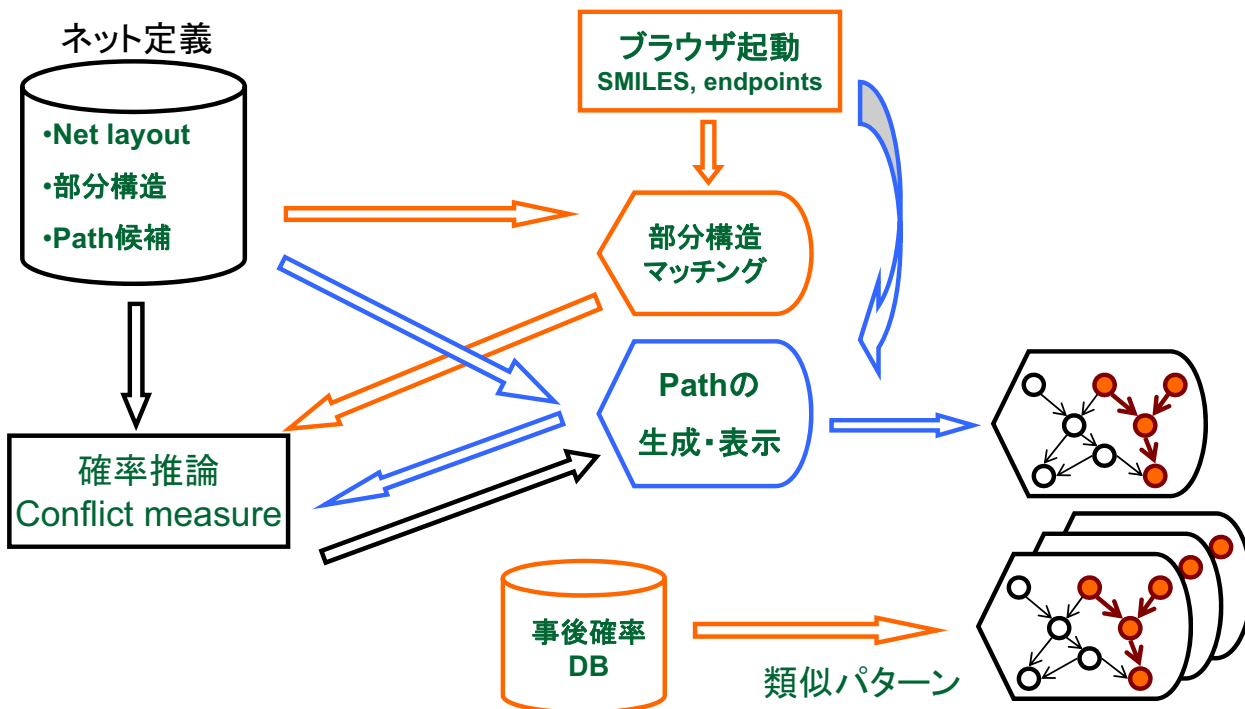 ネット定義
•Net layout
•部分構造
•Path候補
ブラウザ起動
SMILES, endpoints
部分構造
マッチング
Pathの
生成・表示
確率推論
Conflict measure
事後確率
DB
類似パターン